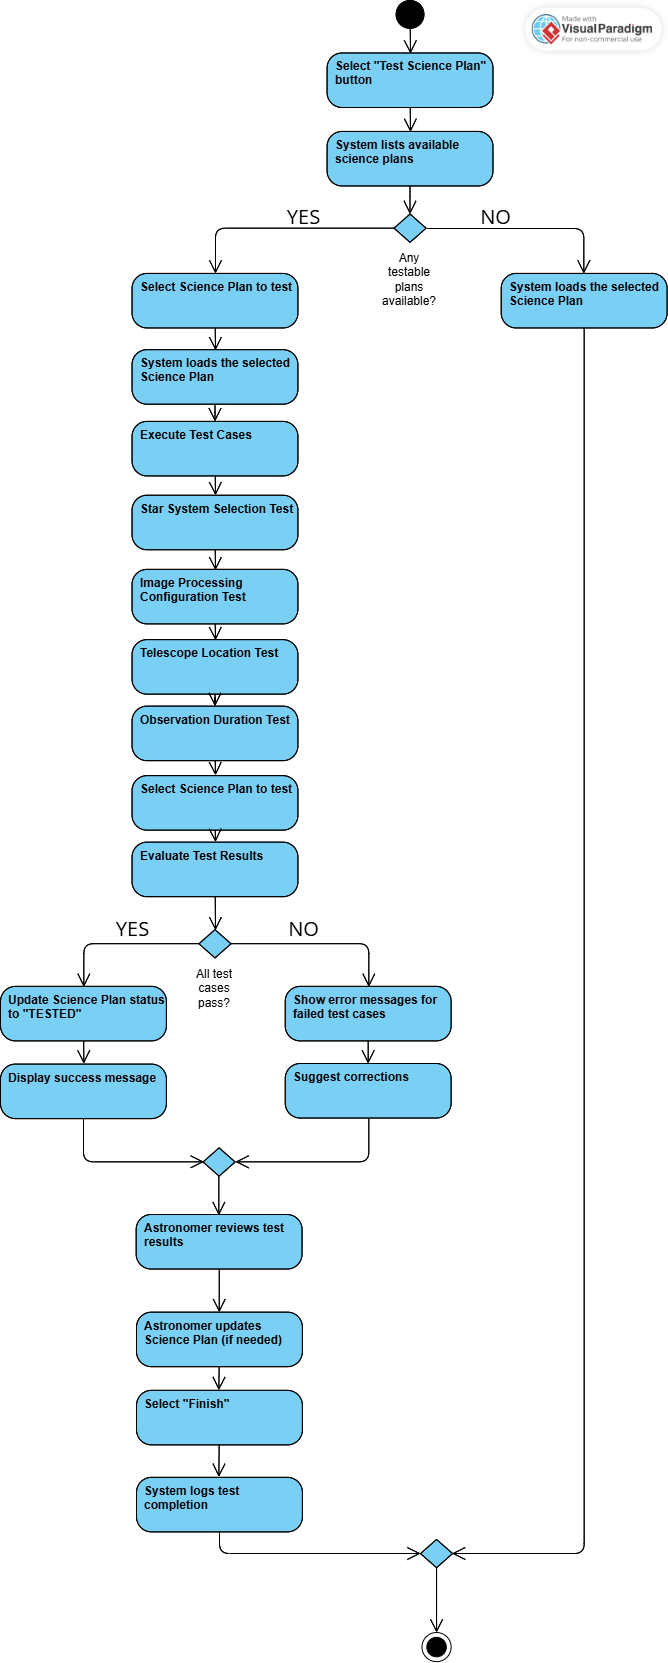 Made with
VisualParadigm
For non-commercial use
Select "Test Science Plan"
button
System lists available
science plans
YES
NO
Any
testable
plans
available?
Select Science Plan to test
System loads the selected
Science Plan
System loads the selected
Science Plan
Execute Test Cases
Star System Selection Test
Image Processing
Configuration Test
Telescope Location Test
Observation Duration Test
Select Science Plan to test
Evaluate Test Results
YES
NO
All test
cases
pass?
Update Science Plan status
to "TESTED"
Show error messages for
failed test cases
Display success message
Suggest corrections
Astronomer reviews test
results
Astronomer updates
Science Plan (if needed)
Select "Finish"
System logs test
completion